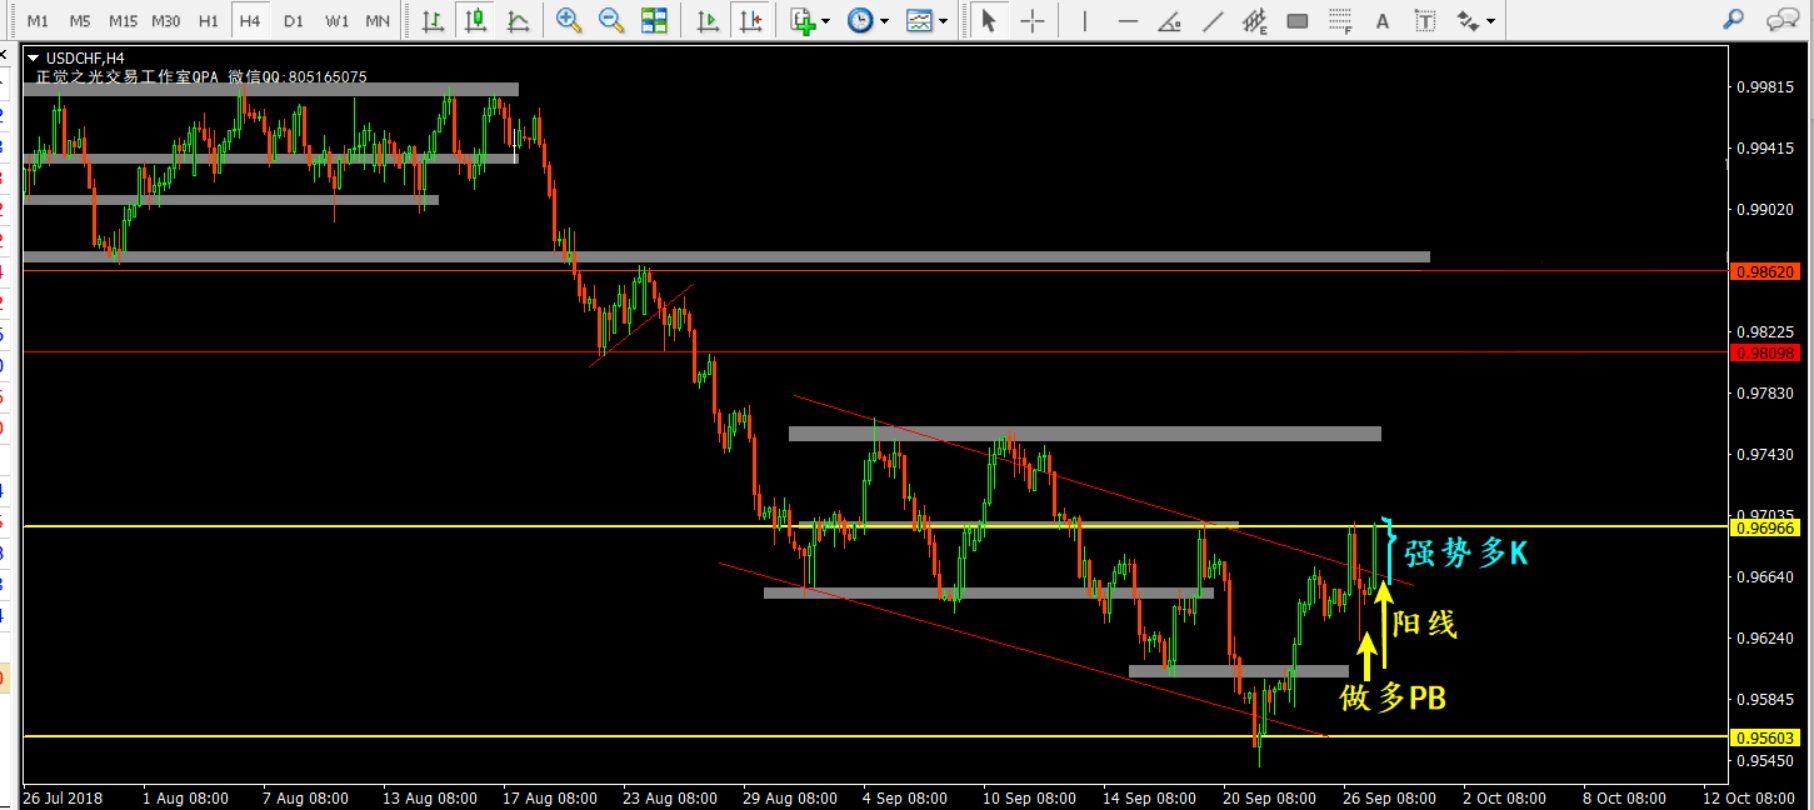 M1 M5 M15 M30 H1 H4 D1 W1 MN
E F A T
USDCHF,H4
正觉之光交易工作室QPA 微信QQ:805165075
0.99815
0.99415
0.99020
0.98620
0.98225
0.98098
0.97830
0.97430
0.97035
0.96966
强势多K
0.96640
阳线
0.96240
做多PB
0.95845
0.95603
0.95450
26 Jul 2018 1 Aug 08:00 7 Aug 08:00 13 Aug 08:00 17 Aug 08:00 23 Aug 08:00 29 Aug 08:00 4 Sep 08:00 10 Sep 08:00 14 Sep 08:00 20 Sep 08:00 26 Sep 08:00 2 Oct 08:00 8 Oct 08:00 12 Oct 08:00